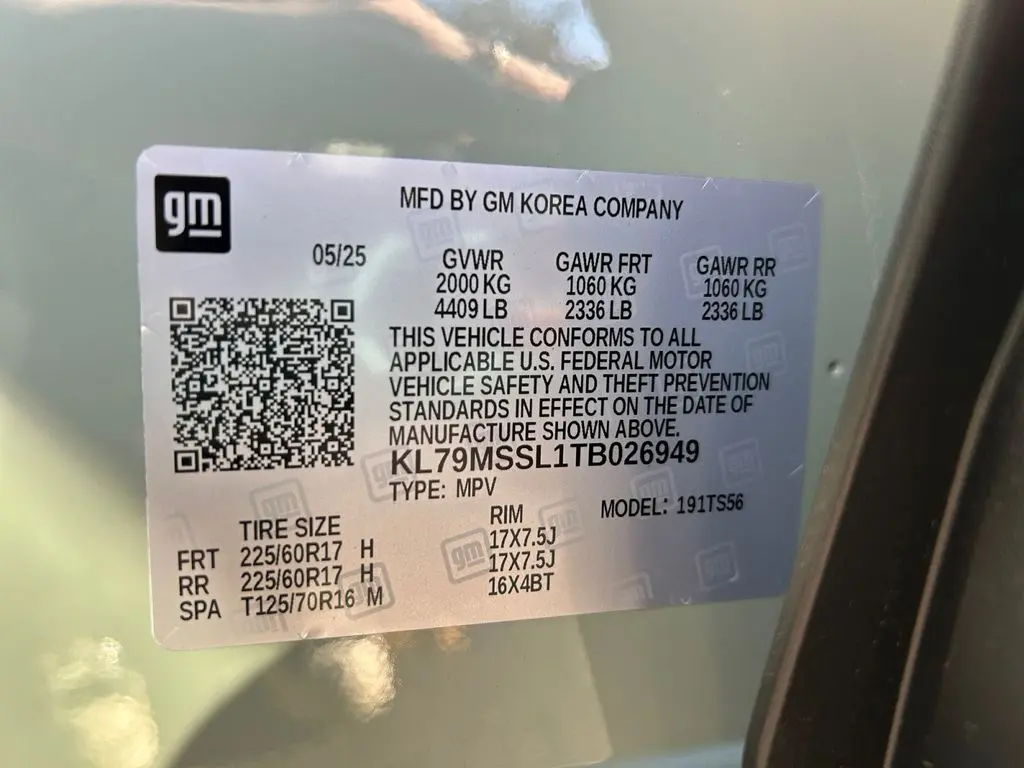 gm
MFD BY GM KOREA COMPANY
05/25
GVWR GAWR FRT GAWR RR
2000 KG 1060 KG 1060 KG
4409 LB 2336 LB 2336 LB
THIS VEHICLE CONFORMS TO ALL
APPLICABLE U.S. FEDERAL MOTOR
VEHICLE SAFETY AND THEFT PREVENTION
STANDARDS IN EFFECT ON THE DATE OF
MANUFACTURE SHOWN ABOVE.
KL79MSSL1TB026949
TYPE: MPV
MODEL: 191TS56
TIRE SIZE RIM
FRT 225/60R17 H 17X7.5J
RR 225/60R17 H 17X7.5J
SPA T125/70R16 M 16X4BT